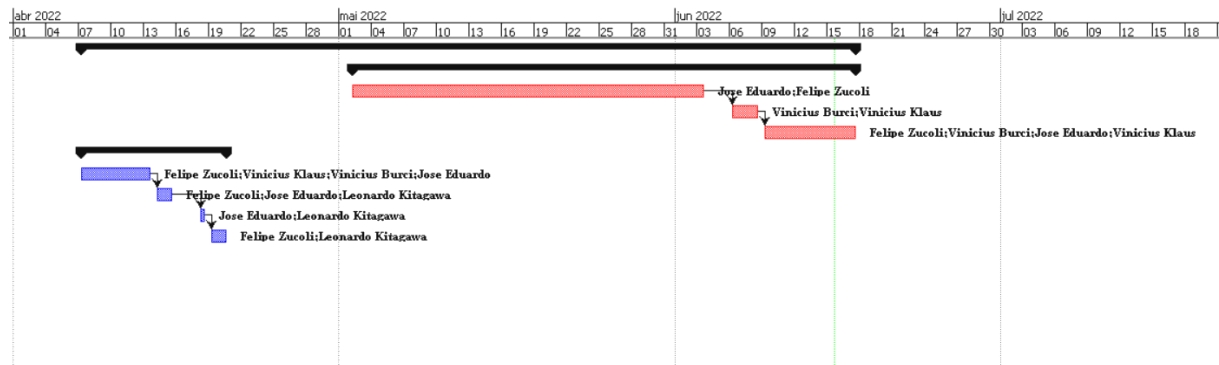 abr 2022 mai 2022 jun 2022 jul 2022
01 04 07 10 13 16 19 22 25 28 01 04 07 10 13 16 19 22 25 28 31 03 06 09 12 15 18 21 24 27 30 03 06 09 12 15 18
Jose Eduardo;Felipe Zucoli
Vinicius Burci;Vinicius Klaus
Felipe Zucoli;Vinicius Burci;Jose Eduardo;Vinicius Klaus
Felipe Zucoli;Vinicius Klaus;Vinicius Burci;Jose Eduardo
Felipe Zucoli;Jose Eduardo;Leonardo Kitagawa
Jose Eduardo;Leonardo Kitagawa
Felipe Zucoli;Leonardo Kitagawa